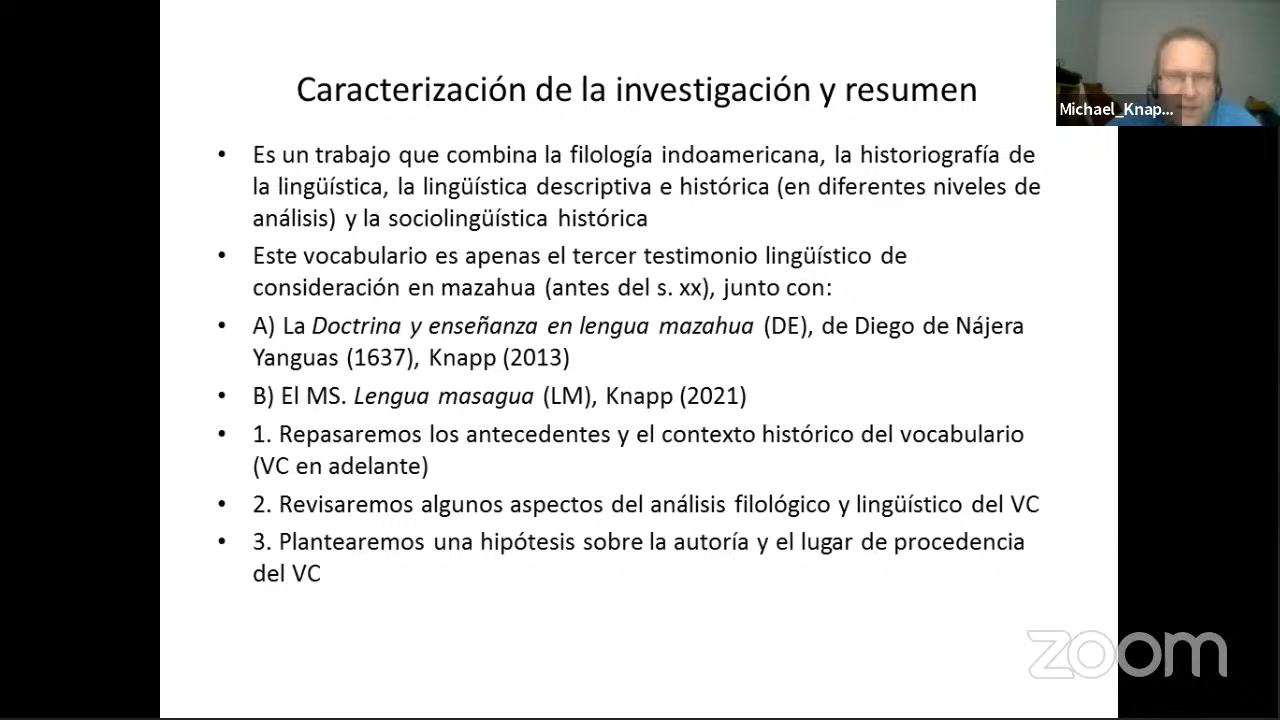 Caracterización de la investigación y resumen
Michael_Knap...
• Es un trabajo que combina la filología indoamericana, la historiografía de
la lingüística, la lingüística descriptiva e histórica (en diferentes niveles de
análisis) y la sociolingüística histórica
• Este vocabulario es apenas el tercer testimonio lingüístico de
consideración en mazahua (antes del s. xx), junto con:
• A) La Doctrina y enseñanza en lengua mazahua (DE), de Diego de Nájera
Yanguas (1637), Knapp (2013)
• B) El MS. Lengua masagua (LM), Knapp (2021)
• 1. Repasaremos los antecedentes y el contexto histórico del vocabulario
(VC en adelante)
• 2. Revisaremos algunos aspectos del análisis filológico y lingüístico del VC
• 3. Plantearemos una hipótesis sobre la autoría y el lugar de procedencia
del VC
zoom